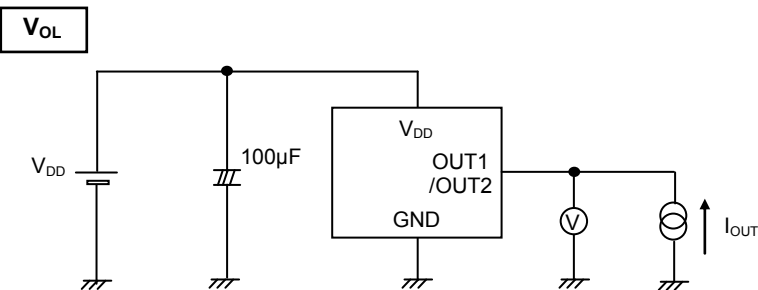 VOL
VDD
100µF
VDD
OUT1
/OUT2
GND
V
IOUT